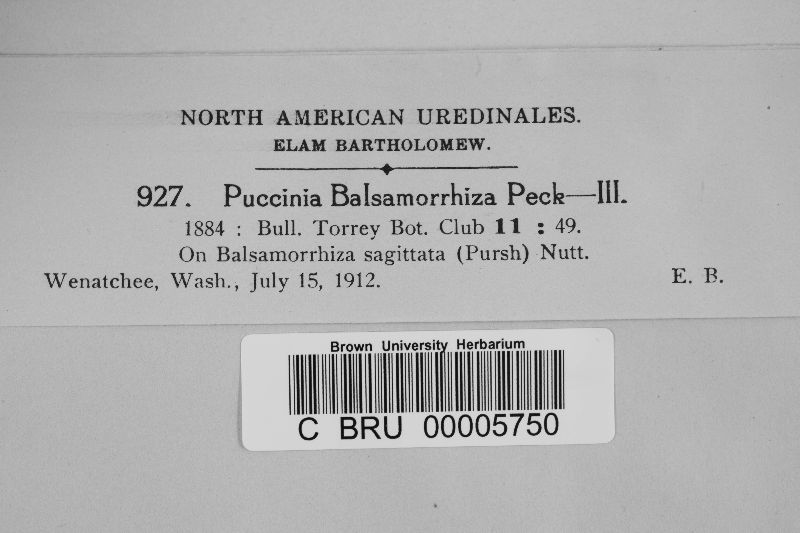 NORTH AMERICAN UREDINALES.
ELAM BARTHOLOMEW.
927. Puccinia Balsamorrhiza Peck—III.
1884 : Bull. Torrey Bot. Club 11 : 49.
On Balsamorrhiza sagittata (Pursh) Nutt.
Wenatchee, Wash., July 15, 1912. E. B.
Brown University Herbarium
C BRU 00005750